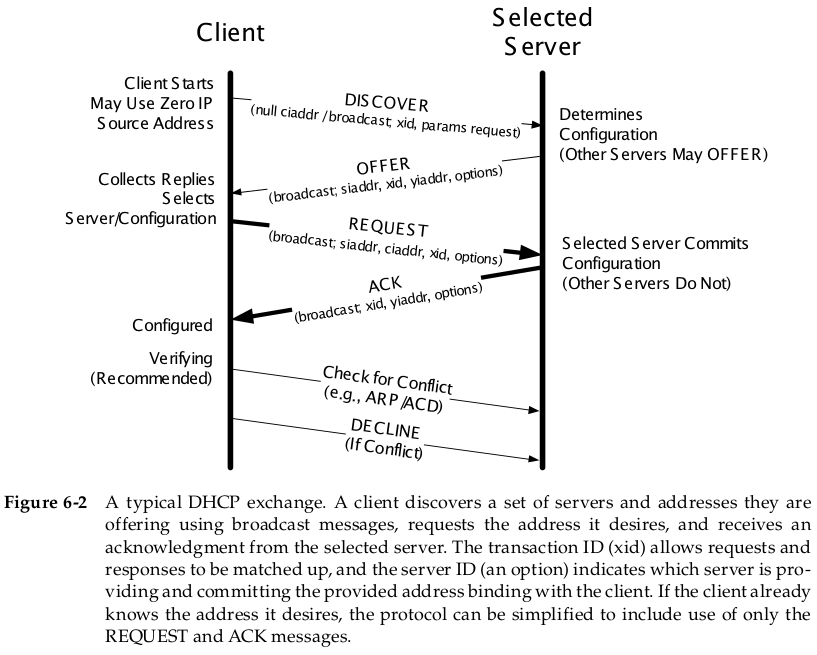 Client
Selected
Server
Client Starts
May Use Zero IP
Source Address
DISCOVER
(null ciaddr/broadcast; xid, params request)
Determines
Configuration
(Other Servers May OFFER)
OFFER
(broadcast; siaddr, xid, yiaddr, options)
Collects Replies
Selects
Server/Configuration
REQUEST
(broadcast; siaddr, ciaddr, xid, options)
Selected Server Commits
Configuration
(Other Servers Do Not)
ACK
(broadcast; xid, yiaddr, options)
Configured
Verifying
(Recommended)
Check for Conflict
(e.g., ARP/ACD)
DECLINE
(If Conflict)
Figure 6-2 A typical DHCP exchange. A client discovers a set of servers and addresses they are
offering using broadcast messages, requests the address it desires, and receives an
acknowledgment from the selected server. The transaction ID (xid) allows requests and
responses to be matched up, and the server ID (an option) indicates which server is pro-
viding and committing the provided address binding with the client. If the client already
knows the address it desires, the protocol can be simplified to include use of only the
REQUEST and ACK messages.